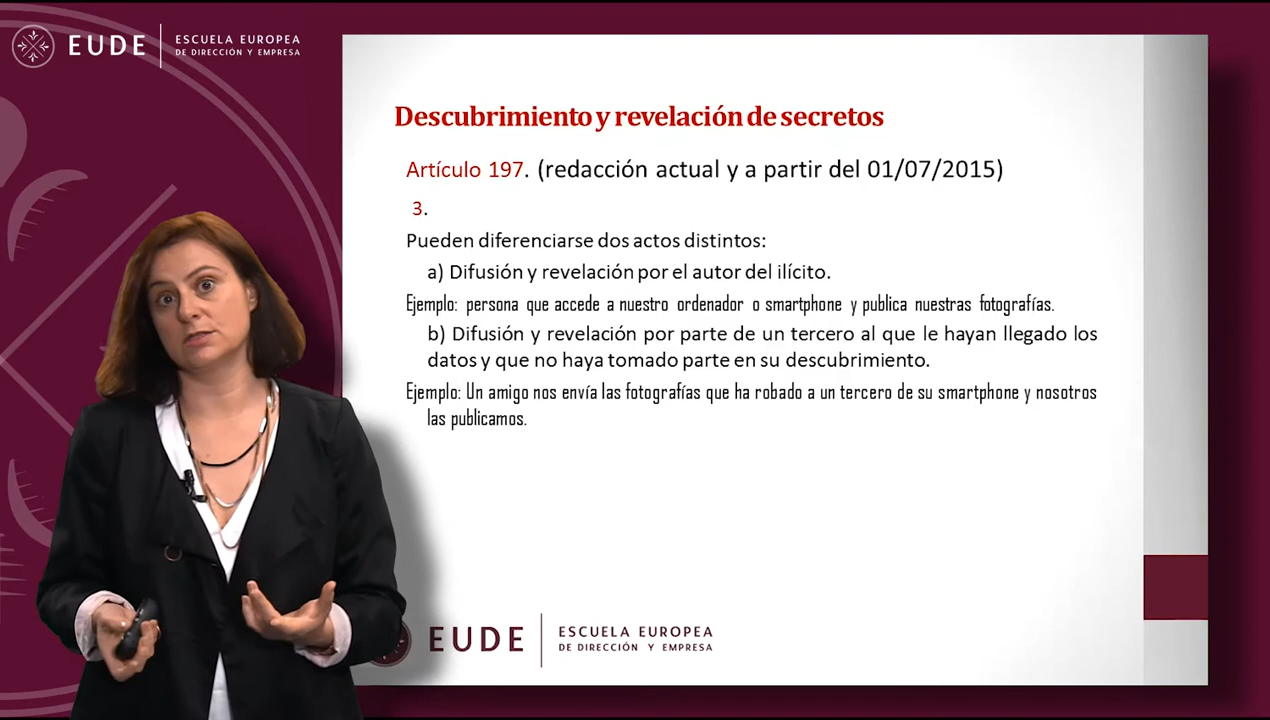 EUDE
ESCUELA EUROPEA
DE DIRECCIÓN Y EMPRESA
Descubrimiento y revelación de secretos
Artículo 197. (redacción actual y a partir del 01/07/2015)
3.
Pueden diferenciarse dos actos distintos:
a) Difusión y revelación por el autor del ilícito.
Ejemplo: persona que accede a nuestro ordenador o smartphone y publica nuestras fotografías.
b) Difusión y revelación por parte de un tercero al que le hayan llegado los
datos y que no haya tomado parte en su descubrimiento.
Ejemplo: Un amigo nos envía las fotografías que ha robado a un tercero de su smartphone y nosotros
las publicamos.
EUDE
ESCUELA EUROPEA
DE DIRECCIÓN Y EMPRESA